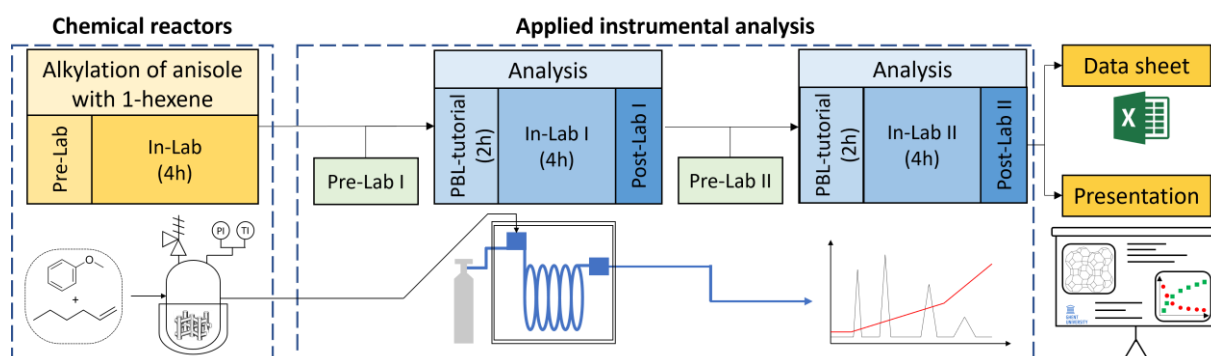 Chemical reactors
Applied instrumental analysis
Alkylation of anisole
with 1-hexene
Pre-Lab
In-Lab
(4h)
Pre-Lab I
Analysis
PBL-tutorial
(2h)
In-Lab I
(4h)
Post-Lab I
Pre-Lab II
Analysis
PBL-tutorial
(2h)
In-Lab II
(4h)
Post-Lab II
Data sheet
X
Presentation
PI
TI
O
+
GHENT
UNIVERSITY